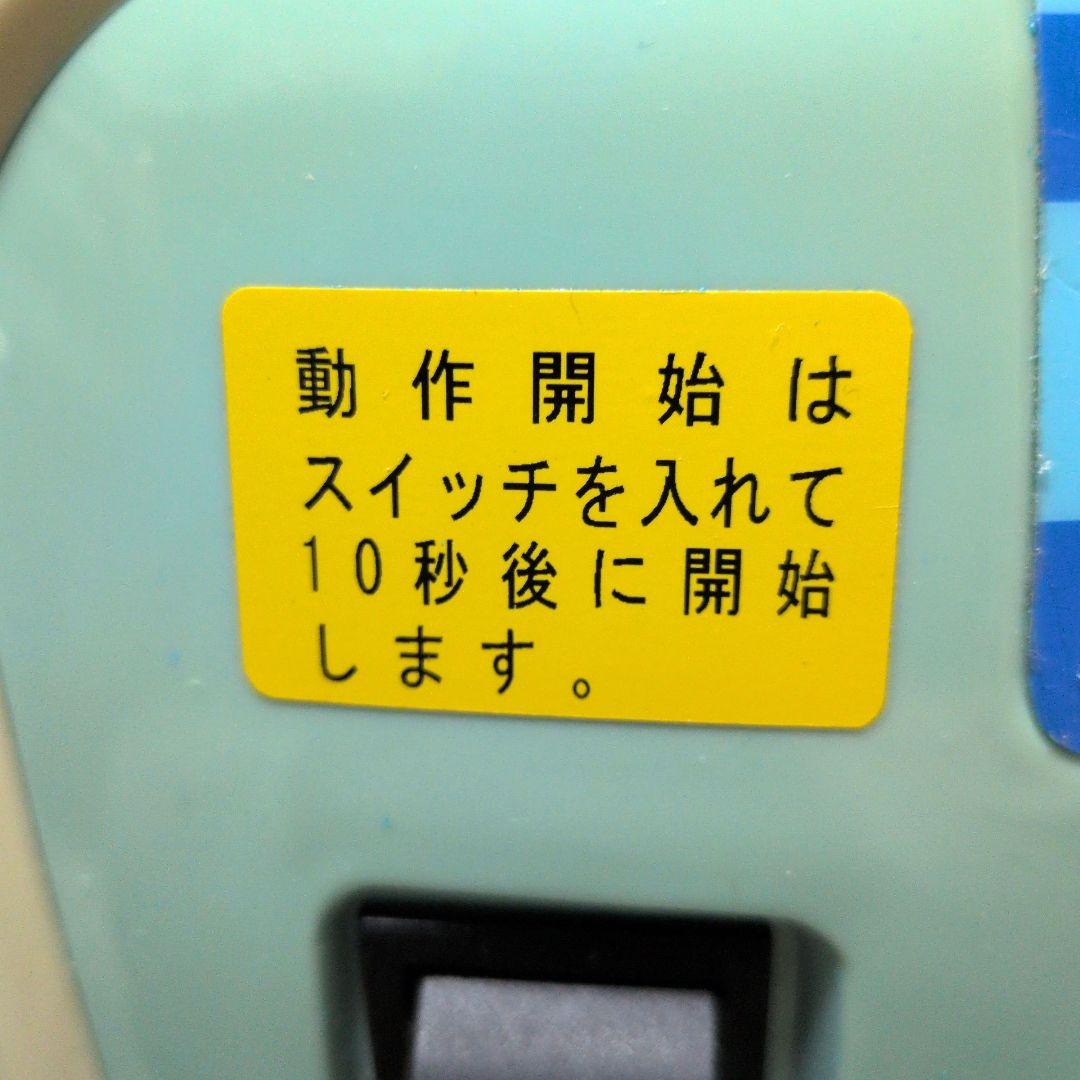 動作開始は
スイッチを入れて
10秒後に開始
します。